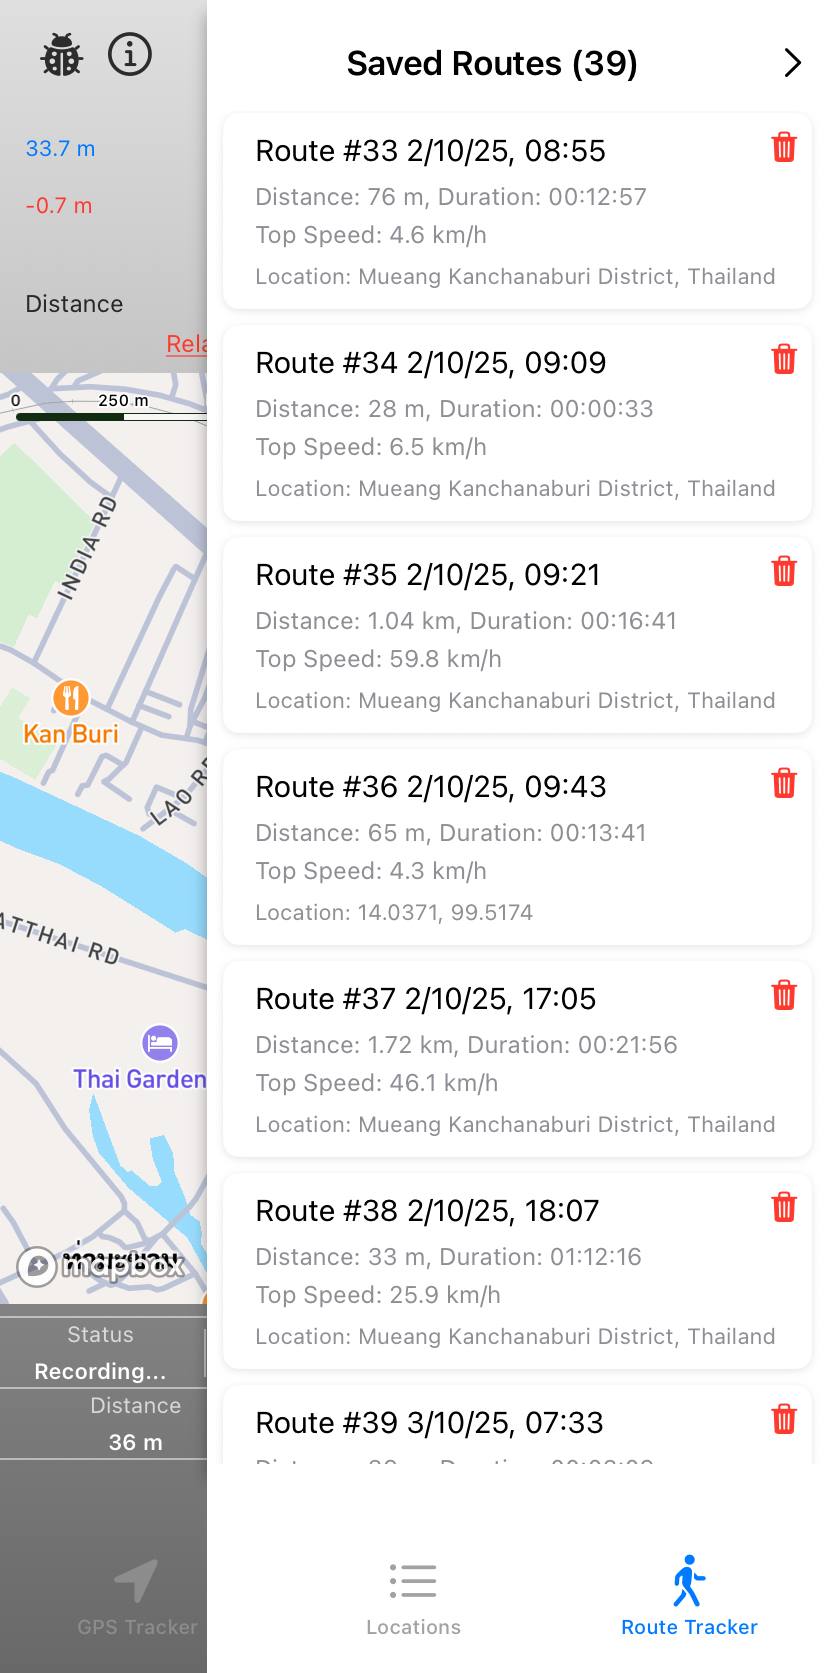 Saved Routes (39)
33.7 m
-0.7 m
Distance
Rela
0 250 m
INDIA RD
Kan Buri
LAO R
ATTHAI RD
Thai Garden
ท่ามะขาม
mapbox
Status
Recording...
Distance
36 m
GPS Tracker
Route #33 2/10/25, 08:55
Distance: 76 m, Duration: 00:12:57
Top Speed: 4.6 km/h
Location: Mueang Kanchanaburi District, Thailand
Route #34 2/10/25, 09:09
Distance: 28 m, Duration: 00:00:33
Top Speed: 6.5 km/h
Location: Mueang Kanchanaburi District, Thailand
Route #35 2/10/25, 09:21
Distance: 1.04 km, Duration: 00:16:41
Top Speed: 59.8 km/h
Location: Mueang Kanchanaburi District, Thailand
Route #36 2/10/25, 09:43
Distance: 65 m, Duration: 00:13:41
Top Speed: 4.3 km/h
Location: 14.0371, 99.5174
Route #37 2/10/25, 17:05
Distance: 1.72 km, Duration: 00:21:56
Top Speed: 46.1 km/h
Location: Mueang Kanchanaburi District, Thailand
Route #38 2/10/25, 18:07
Distance: 33 m, Duration: 01:12:16
Top Speed: 25.9 km/h
Location: Mueang Kanchanaburi District, Thailand
Route #39 3/10/25, 07:33
Locations
Route Tracker